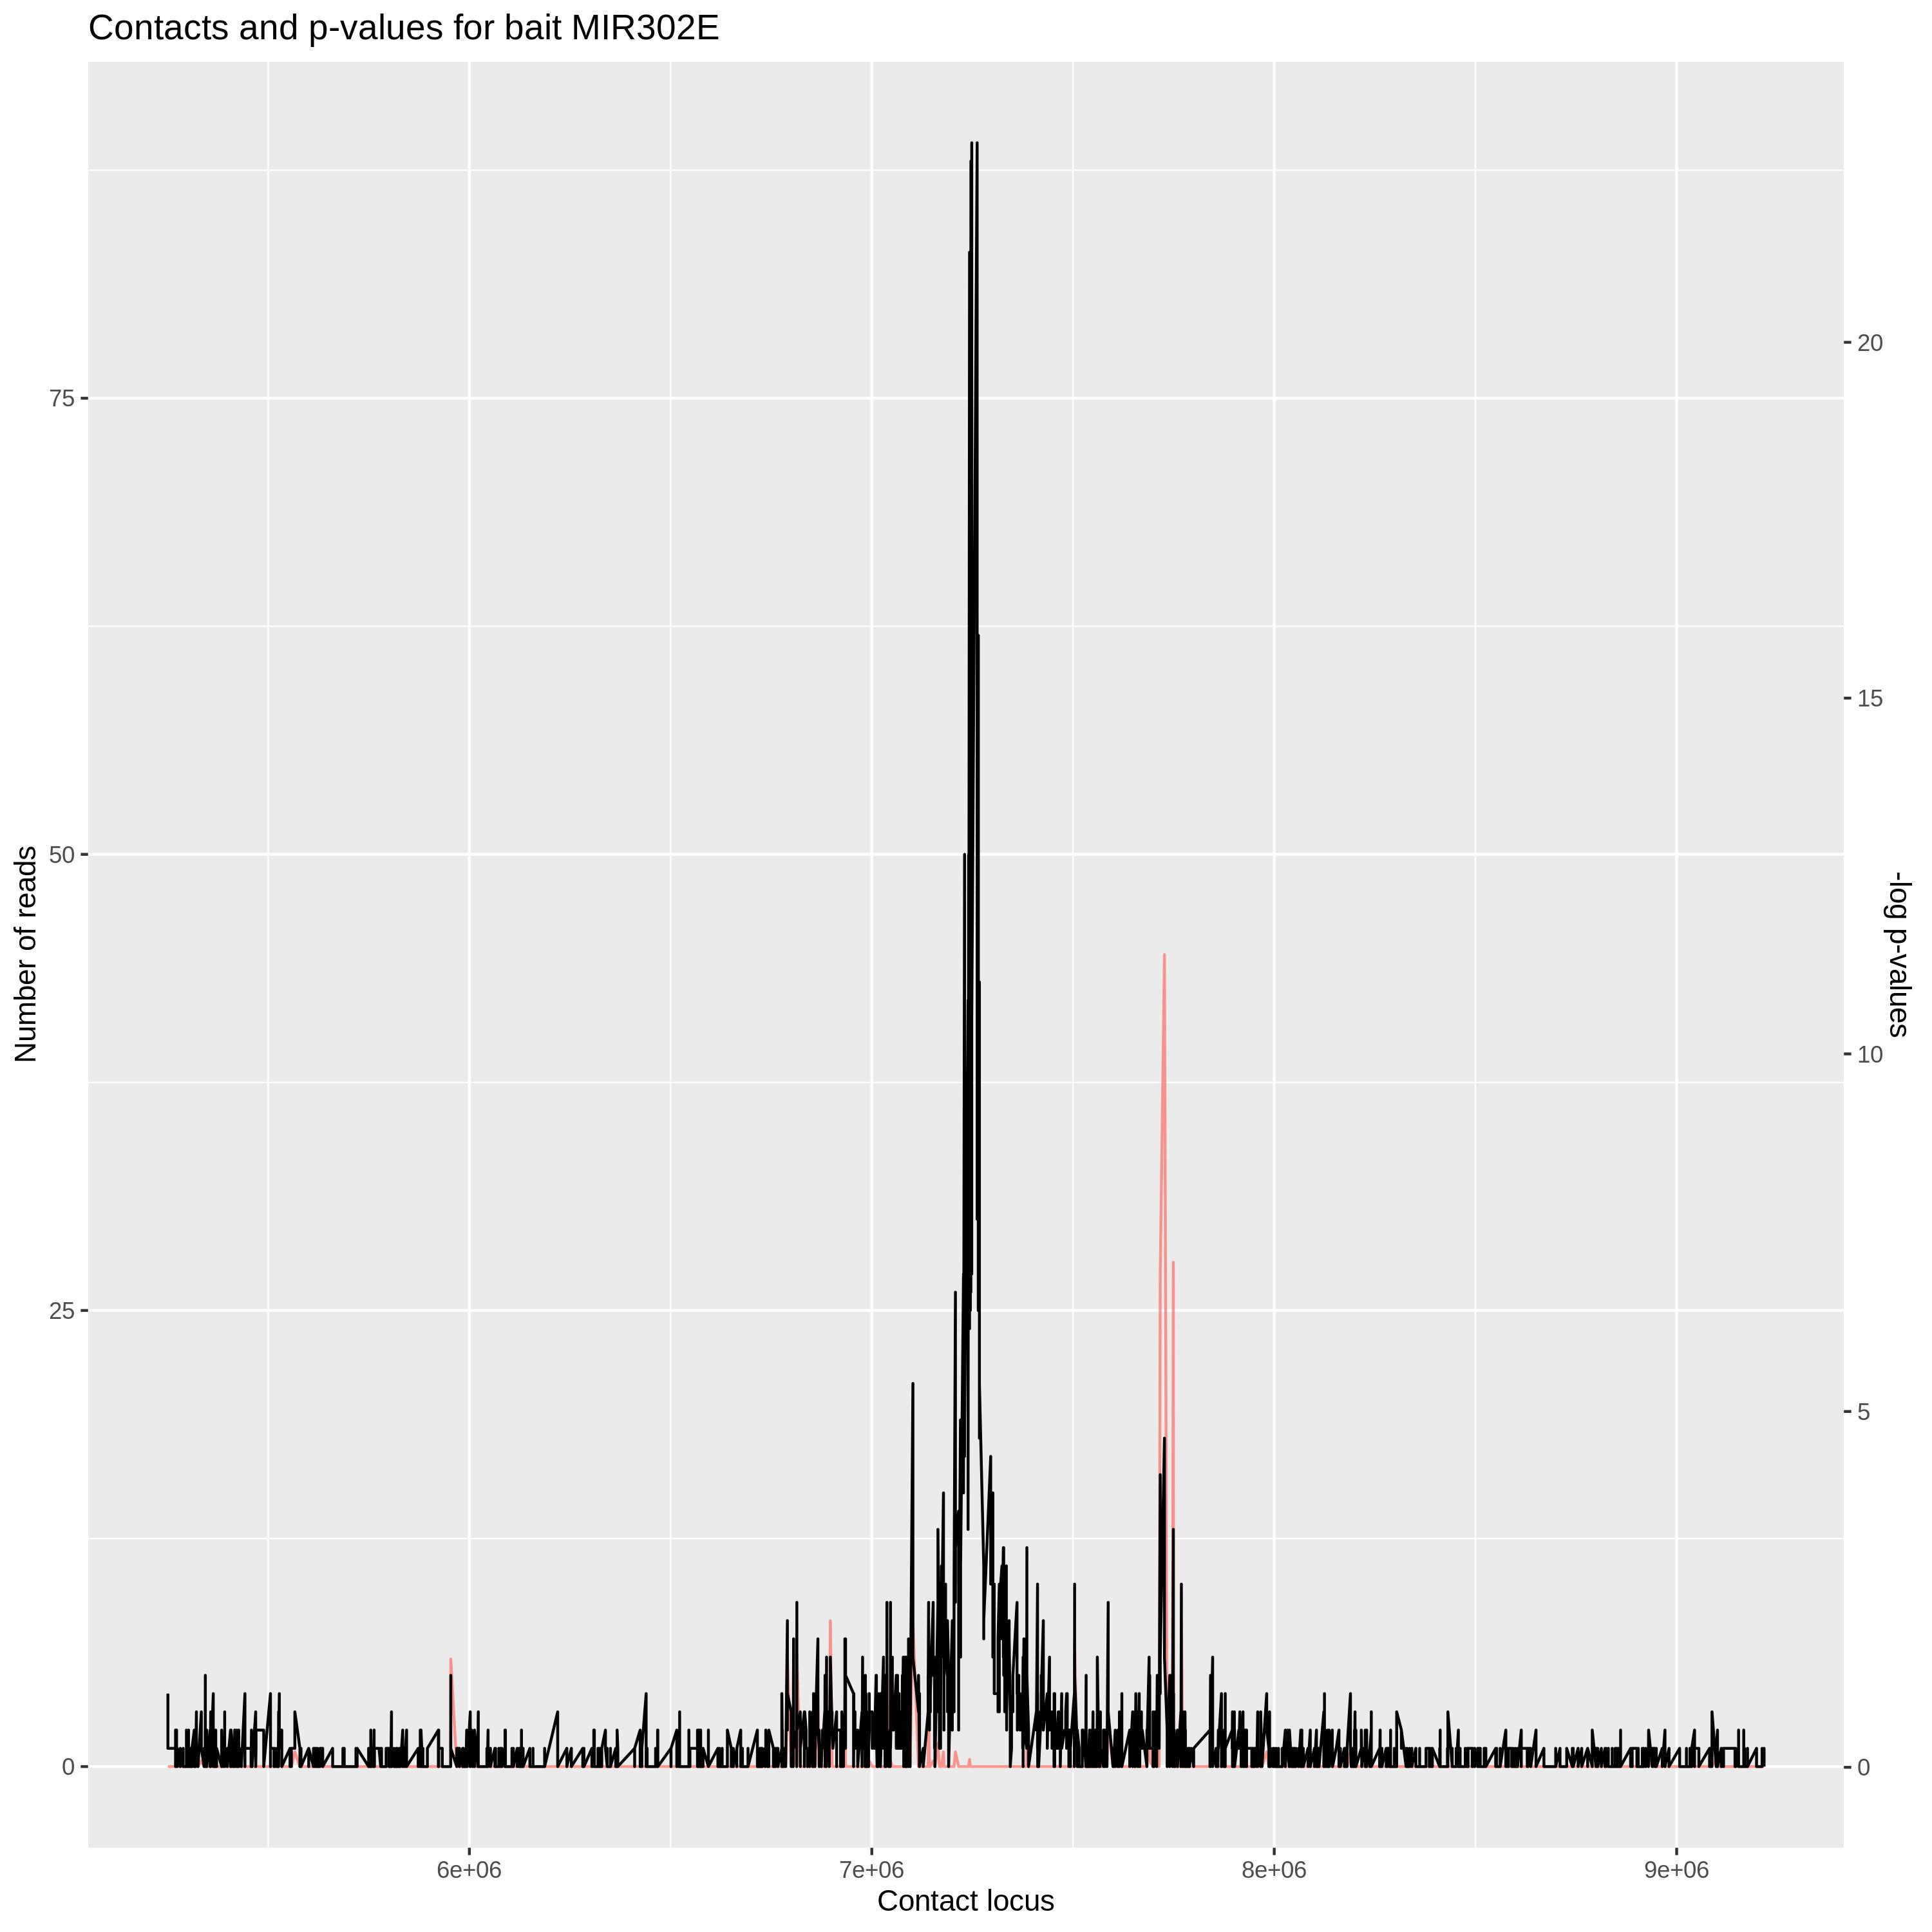 Contacts and p-values for bait MIR302E
Number of reads
75
50
25
0
20
15
10
5
0
-log p-values
6e+06 7e+06 8e+06 9e+06
Contact locus